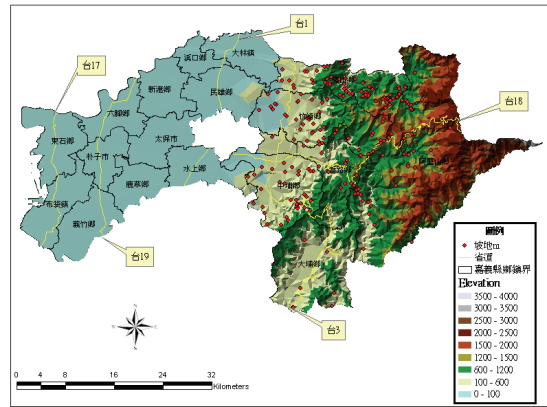 台1
台17
溪口鄉
大林鎮
新港鄉
民雄鄉
六腳鄉
台18
東石鄉
太保市
朴子市
水上鄉
鹿草鄉
中埔鄉
布袋鎮
義竹鄉
大埔鄉
台19
台3
圖例
坡地m
省道
嘉義縣鄉鎮界
Elevation
3500 - 4000
3000 - 3500
2500 - 3000
2000 - 2500
1500 - 2000
1200 - 1500
600 - 1200
100 - 600
0 - 100
N
W E
S
0 4 8 16 24 32
Kilometers